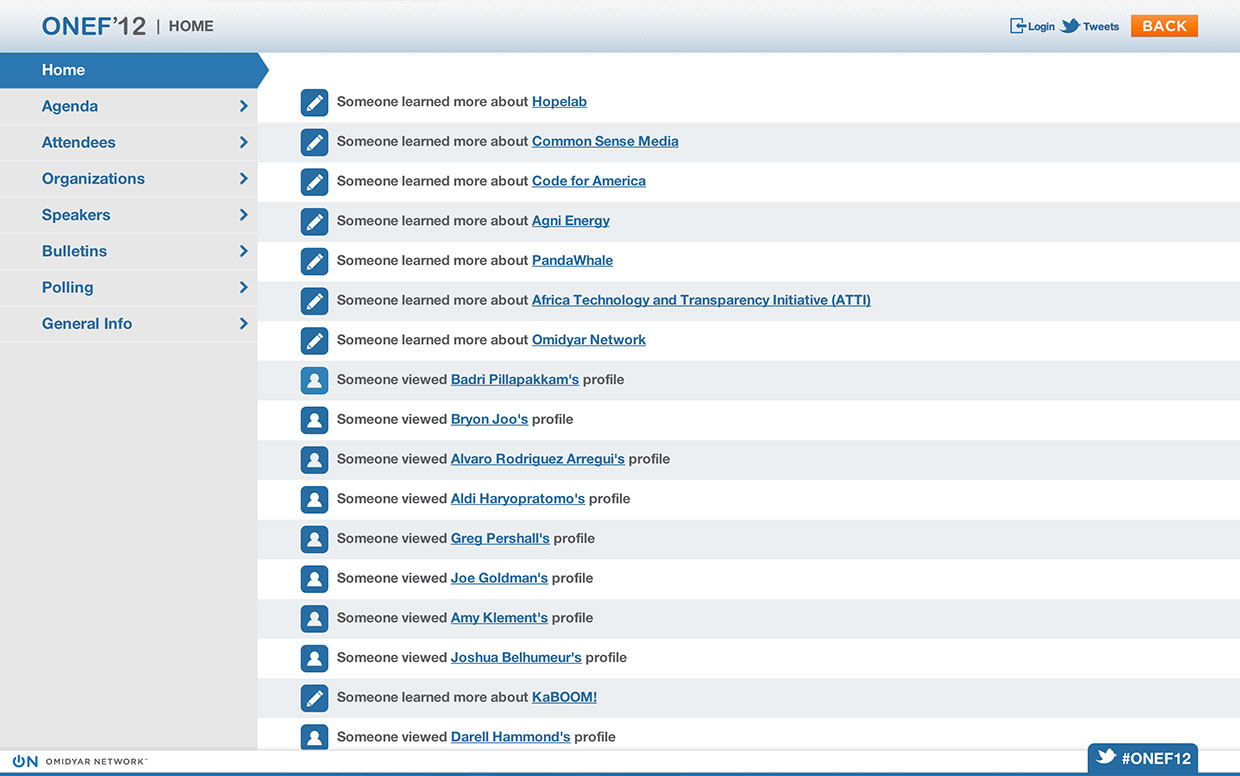 ONEF’12 | HOME
Login Tweets BACK
Home
Agenda
Attendees
Organizations
Speakers
Bulletins
Polling
General Info
Someone learned more about Hopelab
Someone learned more about Common Sense Media
Someone learned more about Code for America
Someone learned more about Agni Energy
Someone learned more about PandaWhale
Someone learned more about Africa Technology and Transparency Initiative (ATTI)
Someone learned more about Omidyar Network
Someone viewed Badri Pillapakkam's profile
Someone viewed Bryon Joo's profile
Someone viewed Alvaro Rodriguez Arregui's profile
Someone viewed Aldi Haryopratomo's profile
Someone viewed Greg Pershall's profile
Someone viewed Joe Goldman's profile
Someone viewed Amy Klement's profile
Someone viewed Joshua Belhumeur's profile
Someone learned more about KaBOOM!
Someone viewed Darell Hammond's profile
ON OMIDYAR NETWORK™
#ONEF12